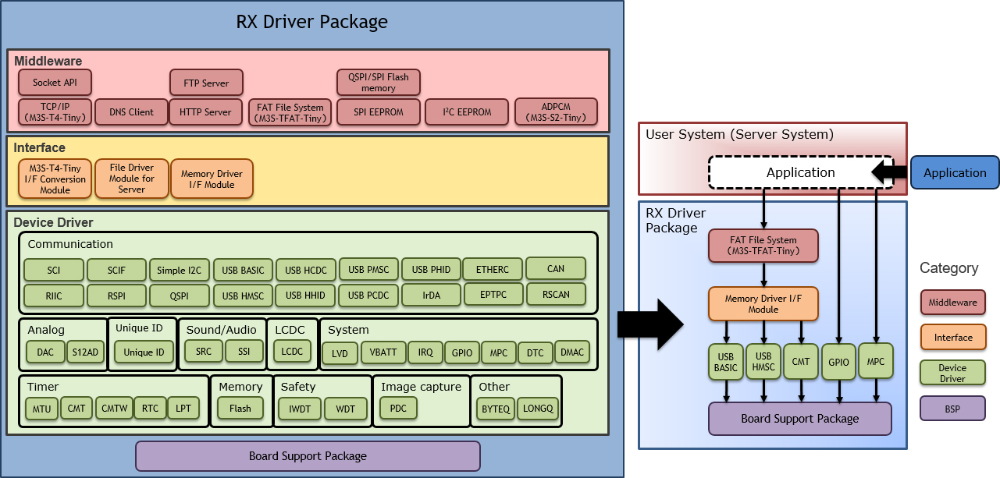 RX Driver Package
Middleware
Socket API
FTP Server
QSPI/SPI Flash
memory
TCP/IP
(M3S-T4-Tiny)
DNS Client
HTTP Server
FAT File System
(M3S-TFAT-Tiny)
SPI EEPROM
I²C EEPROM
ADPCM
(M3S-S2-Tiny)
Interface
M3S-T4-Tiny
I/F Conversion
Module
File Driver
Module for
Server
Memory Driver
I/F Module
Device Driver
Communication
SCI
SCIF
Simple I2C
USB BASIC
USB HCDC
USB PMSC
USB PHID
ETHERC
CAN
RIIC
RSPI
QSPI
USB HMSC
USB HHID
USB PCDC
IrDA
EPTPC
RSCAN
Analog
DAC
S12AD
Unique ID
Unique ID
Sound/Audio
SRC
SSI
LCDC
LCDC
System
LVD
VBATT
IRQ
GPIO
MPC
DTC
DMAC
Timer
MTU
CMT
CMTW
RTC
LPT
Memory
Flash
Safety
IWDT
WDT
Image capture
PDC
Other
BYTEQ
LONGQ
Board Support Package
User System (Server System)
Application
Application
RX Driver
Package
FAT File System
(M3S-TFAT-Tiny)
Memory Driver I/F
Module
USB
BASIC
USB
HMSC
CMT
GPIO
MPC
Board Support Package
Category
Middleware
Interface
Device
Driver
BSP